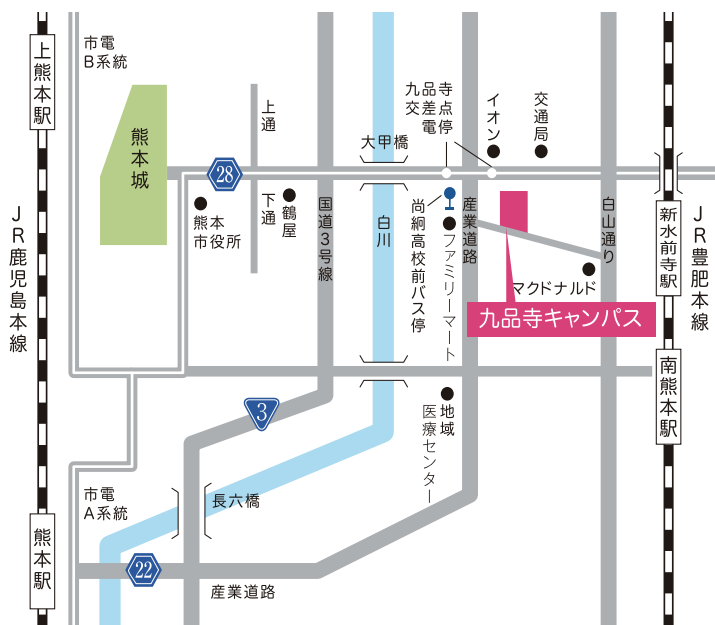 市電
B系統
上熊本駅
熊本城
上通
大甲橋
九品寺
交差点
電停
イオン
交通局
28
下通
鶴屋
熊本
市役所
国道3号線
白川
尚絅高校前バス停
ファミリーマート
産業道路
白山通り
新水前寺駅
JR豊肥本線
JR鹿児島本線
マクドナルド
九品寺キャンパス
南熊本駅
3
地域
医療センター
市電
A系統
長六橋
熊本駅
22
産業道路